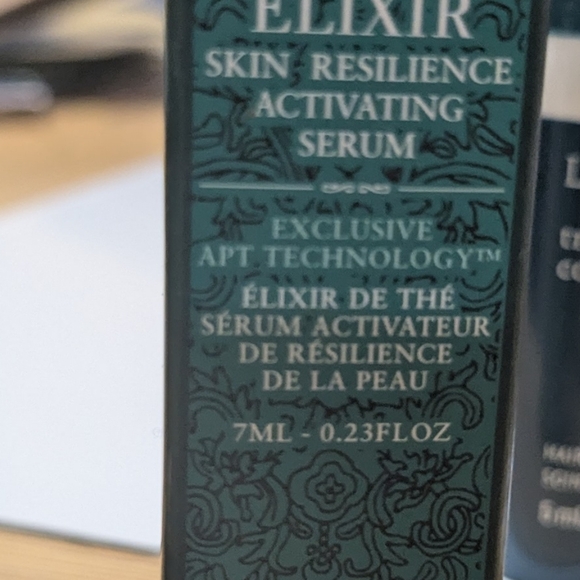 ELIXIR
SKIN RESILIENCE
ACTIVATING
SERUM
EXCLUSIVE
APT TECHNOLOGY™
ÉLIXIR DE THÉ
SÉRUM ACTIVATEUR
DE RÉSILIENCE
DE LA PEAU
7ML - 0.23FLOZ